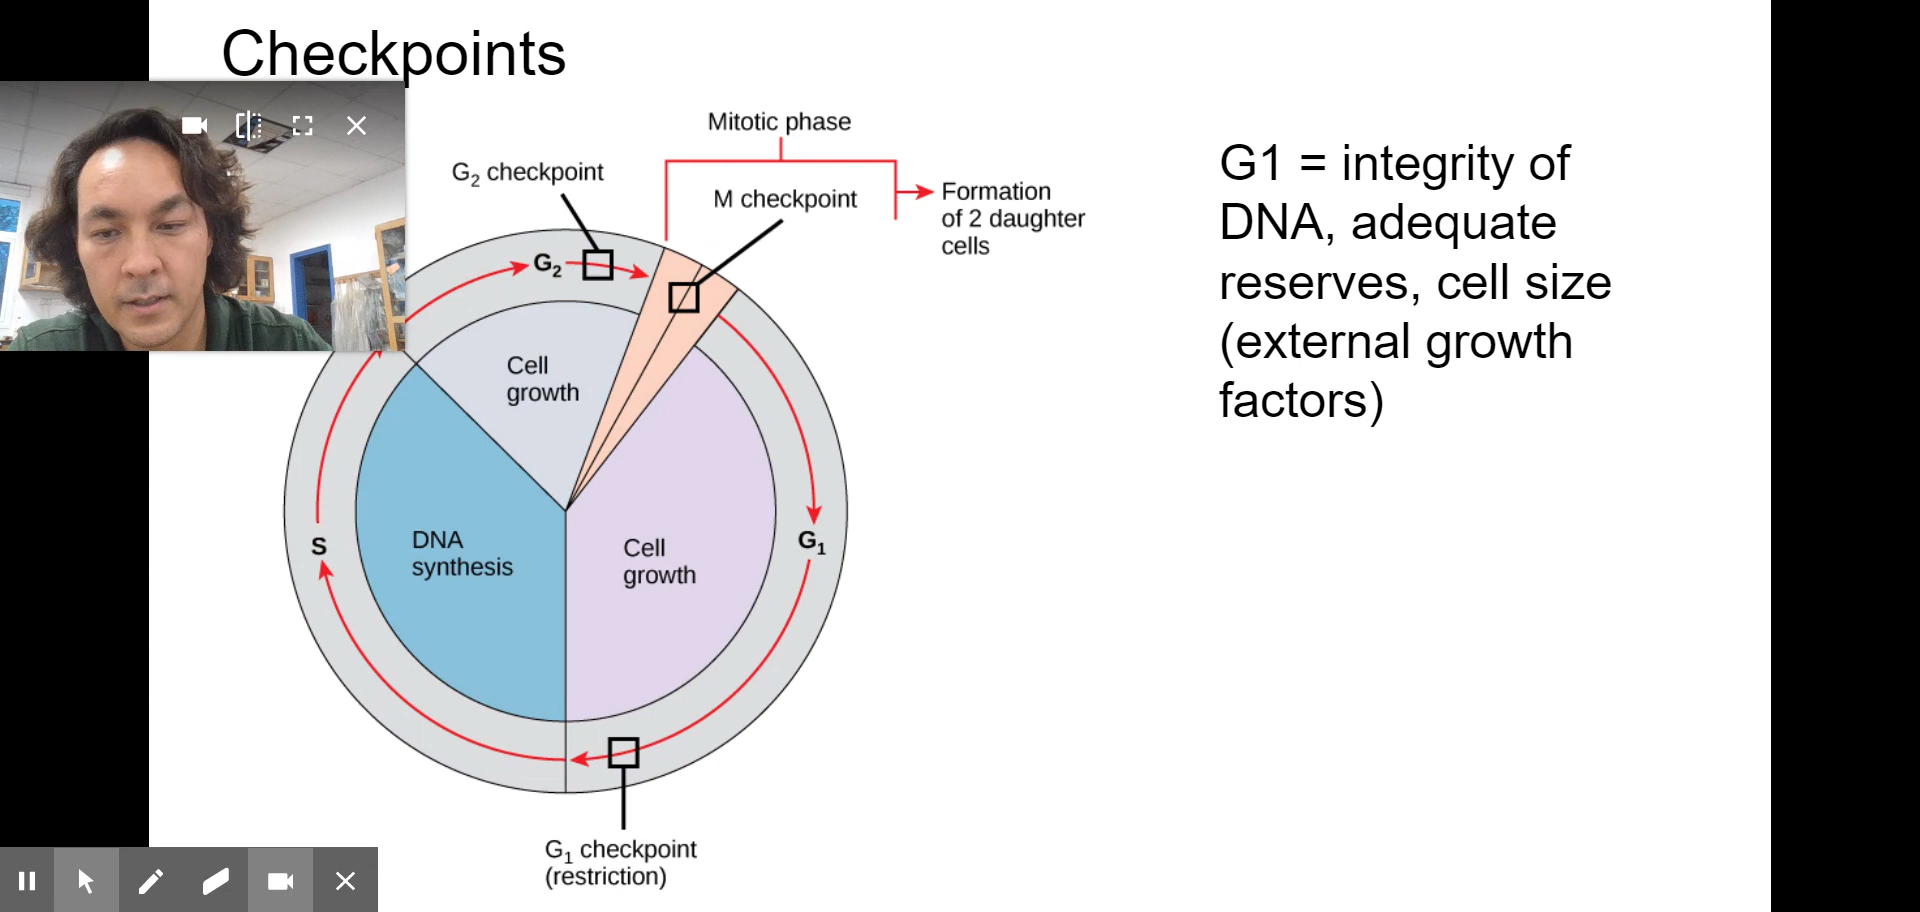 Checkpoints
Mitotic phase
G₂ checkpoint
M checkpoint
Formation
of 2 daughter
cells
G₂
Cell
growth
DNA
synthesis
Cell
growth
S
G₁
G₁ checkpoint
(restriction)
G1 = integrity of
DNA, adequate
reserves, cell size
(external growth
factors)